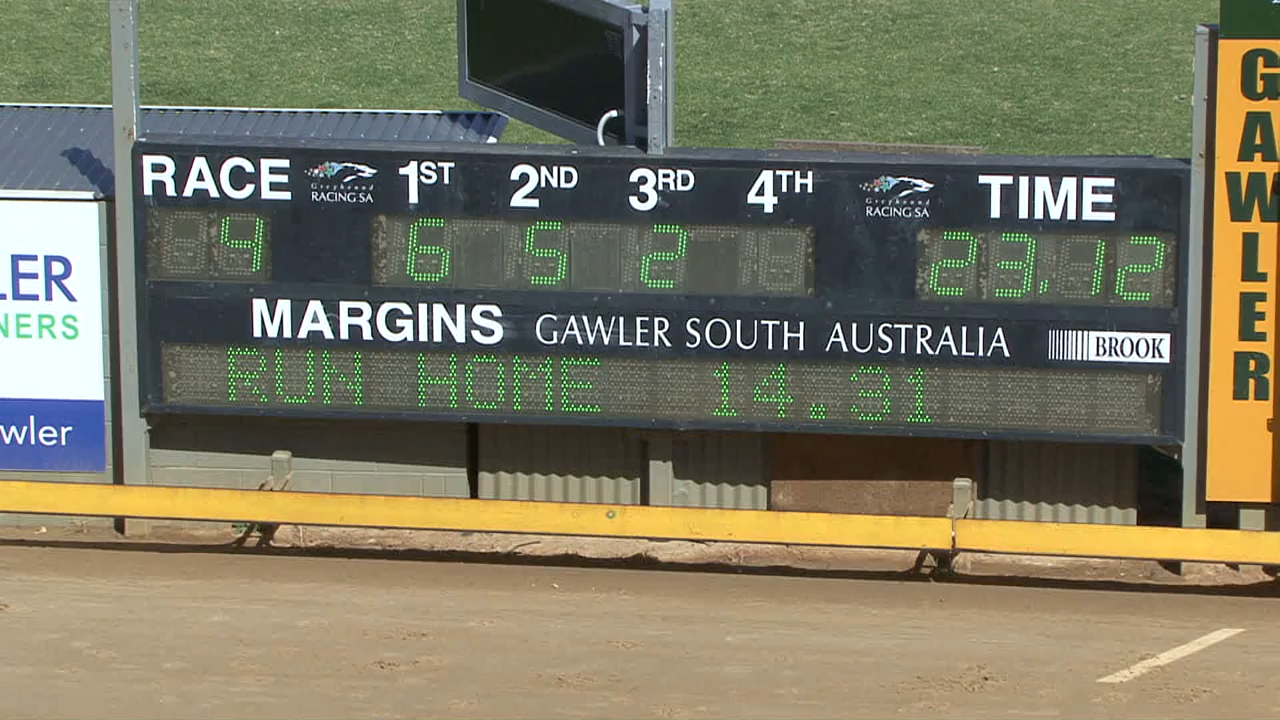 RACE Greyhound RACING SA 1ST 2ND 3RD 4TH Greyhound RACING SA TIME
4 6 5 2 23.12
MARGINS GAWLER SOUTH AUSTRALIA BROOK
RUN HOME 14.31
LER
NERS
wler
GAWLER